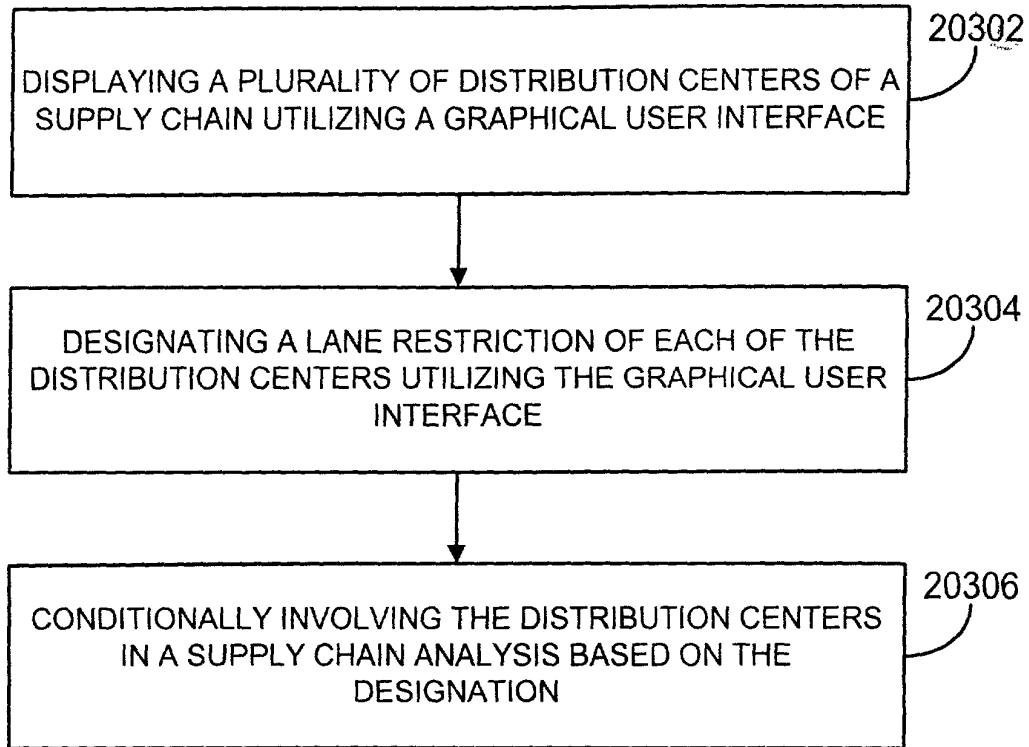 20302
DISPLAYING A PLURALITY OF DISTRIBUTION CENTERS OF A
SUPPLY CHAIN UTILIZING A GRAPHICAL USER INTERFACE
20304
DESIGNATING A LANE RESTRICTION OF EACH OF THE
DISTRIBUTION CENTERS UTILIZING THE GRAPHICAL USER
INTERFACE
20306
CONDITIONALLY INVOLVING THE DISTRIBUTION CENTERS
IN A SUPPLY CHAIN ANALYSIS BASED ON THE
DESIGNATION